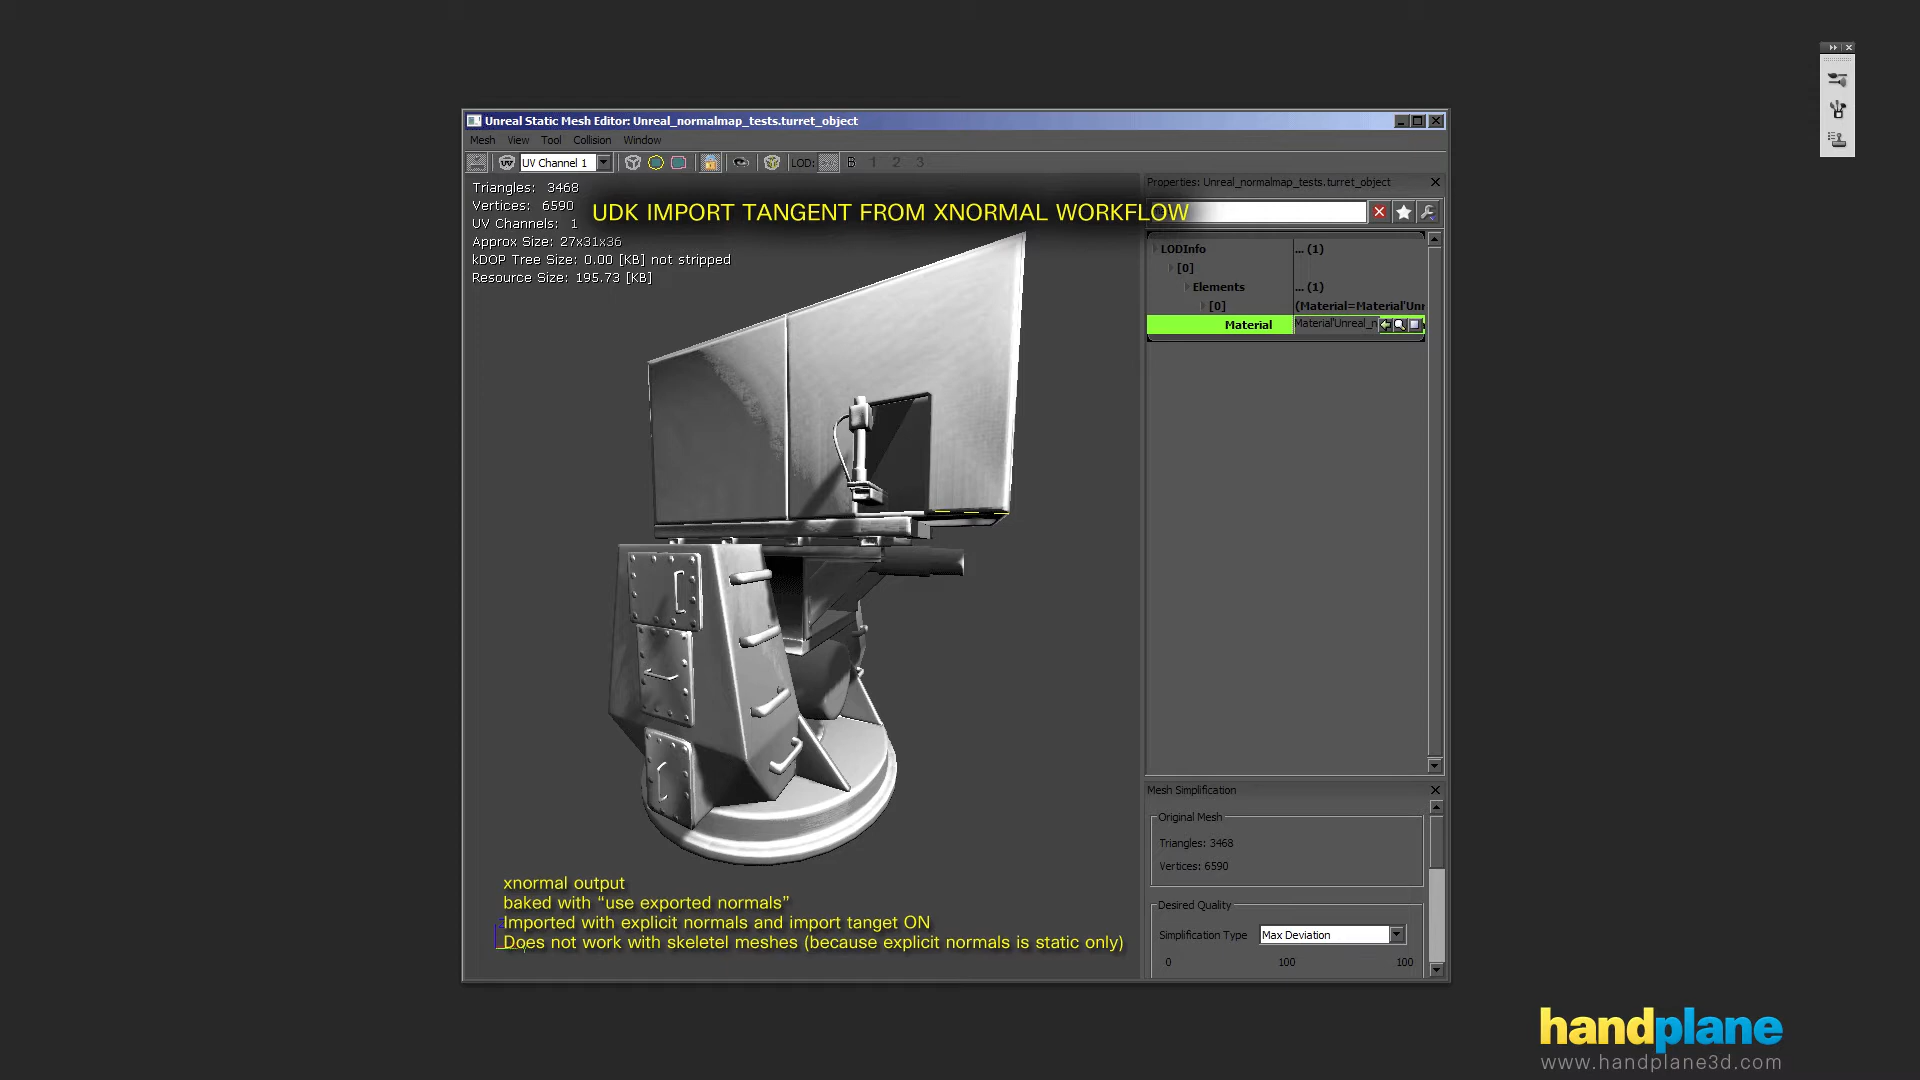 Unreal Static Mesh Editor: Unreal_normalmap_tests.turret_object
Mesh View Tool Collision Window
UV Channel 1 LOD: B 1 2 3
Triangles: 3468
Vertices: 6590
UV Channels: 1
Approx Size: 27x31x36
kDOP Tree Size: 0.00 [KB] not stripped
Resource Size: 195.73 [KB]
UDK IMPORT TANGENT FROM XNORMAL WORKFLOW
Properties: Unreal_normalmap_tests.turret_object
LODInfo ... (1)
[0]
Elements ... (1)
[0] (Material=Material'Unr
Material Material'Unreal_n
Mesh Simplification
Original Mesh
Triangles: 3468
Vertices: 6590
Desired Quality
Simplification Type Max Deviation
0 100 100
xnormal output
baked with “use exported normals”
Imported with explicit normals and import tanget ON
Does not work with skeletel meshes (because explicit normals is static only)
handplane
www.handplane3d.com